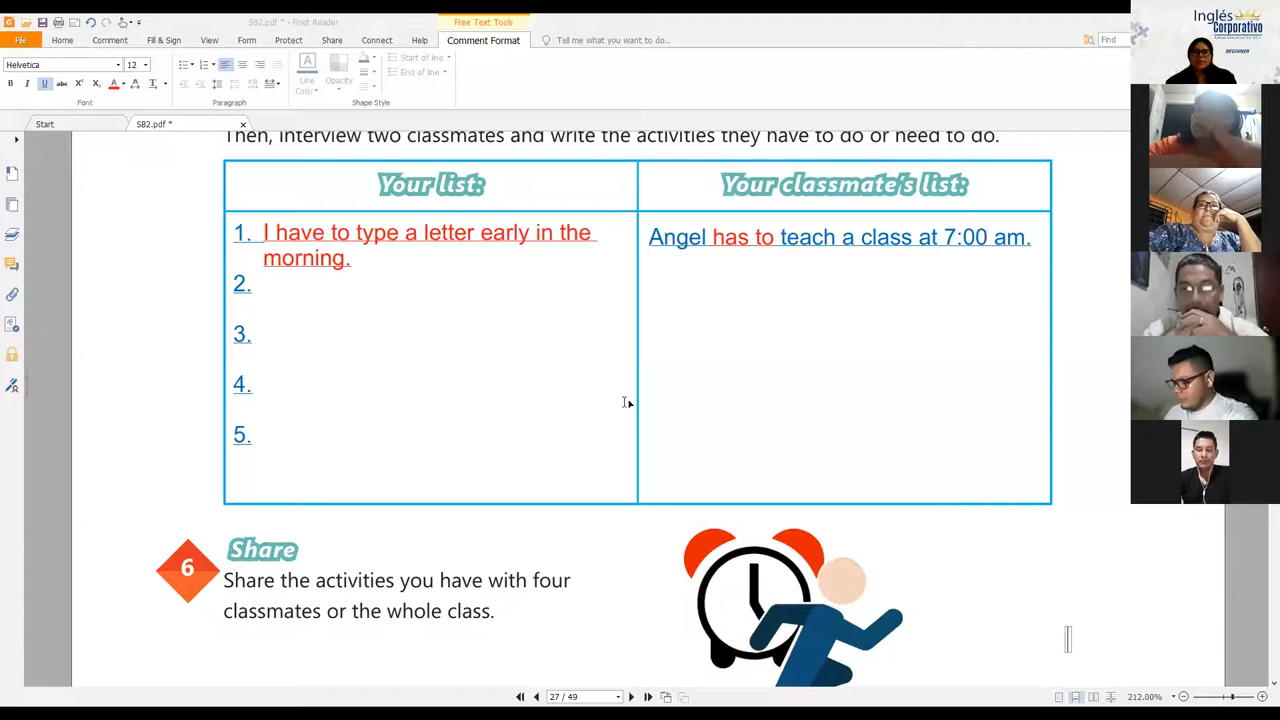 SB2.pdf * - Foxit Reader
Free Text Tools
File Home Comment Fill & Sign View Form Protect Share Connect Help Comment Format Tell me what you want to do.. Find
Helvetica 12
Line Color
Opacity
Start of line
End of line
Font Paragraph Shape Style
Start SB2.pdf *
Then, interview two classmates and write the activities they have to do or need to do.
Your list: Your classmate's list:
1. I have to type a letter early in the
morning.
Angel has to teach a class at 7:00 am.
2.
3.
4.
5.
6 Share
Share the activities you have with four
classmates or the whole class.
27 / 49
212.00%
Inglés
Corporativo
BEGINNER